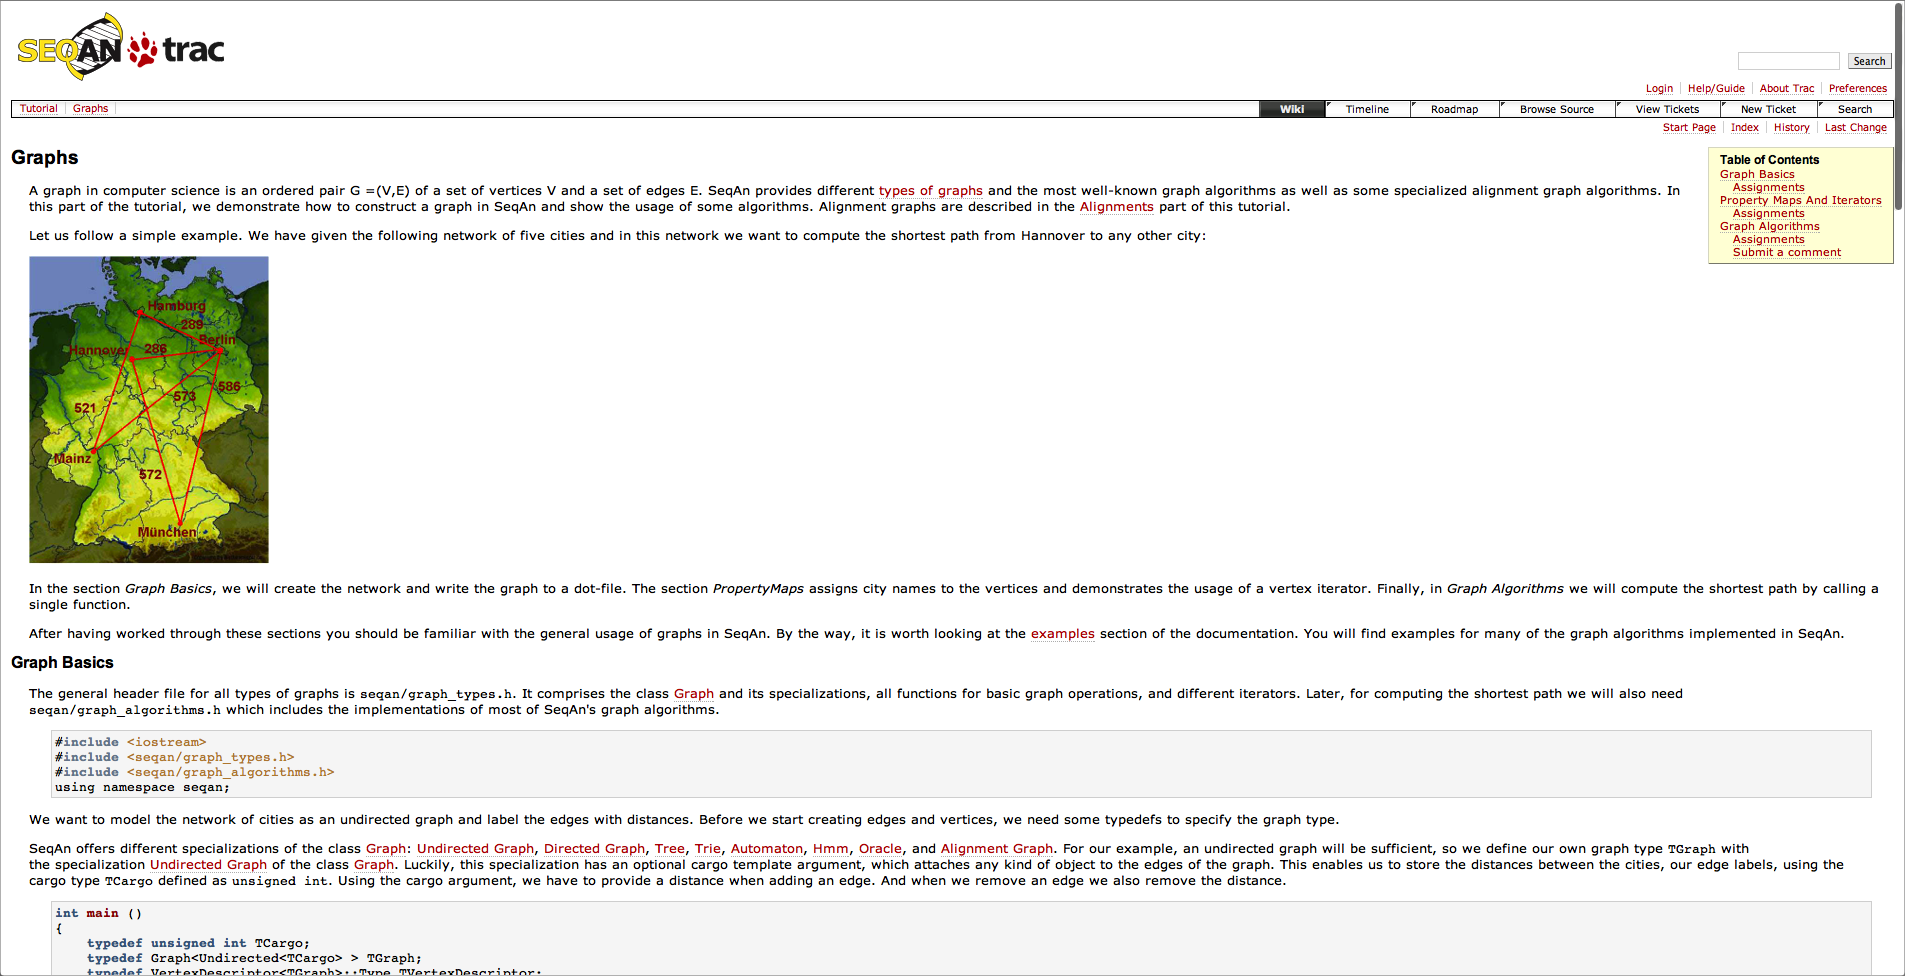 SEQAN trac
Search
Login Help/Guide About Trac Preferences
Tutorial Graphs Wiki Timeline Roadmap Browse Source View Tickets New Ticket Search
Start Page Index History Last Change
Graphs
Table of Contents
Graph Basics
Assignments
Property Maps And Iterators
Assignments
Graph Algorithms
Assignments
Submit a comment
A graph in computer science is an ordered pair G =(V,E) of a set of vertices V and a set of edges E. SeqAn provides different types of graphs and the most well-known graph algorithms as well as some specialized alignment graph algorithms. In
this part of the tutorial, we demonstrate how to construct a graph in SeqAn and show the usage of some algorithms. Alignment graphs are described in the Alignments part of this tutorial.
Let us follow a simple example. We have given the following network of five cities and in this network we want to compute the shortest path from Hannover to any other city:
Hamburg
289
Berlin
Hannover 286
586
573
521
Mainz
572
München
In the section Graph Basics, we will create the network and write the graph to a dot-file. The section PropertyMaps assigns city names to the vertices and demonstrates the usage of a vertex iterator. Finally, in Graph Algorithms we will compute the shortest path by calling a
single function.
After having worked through these sections you should be familiar with the general usage of graphs in SeqAn. By the way, it is worth looking at the examples section of the documentation. You will find examples for many of the graph algorithms implemented in SeqAn.
Graph Basics
The general header file for all types of graphs is seqan/graph_types.h. It comprises the class Graph and its specializations, all functions for basic graph operations, and different iterators. Later, for computing the shortest path we will also need
seqan/graph_algorithms.h which includes the implementations of most of SeqAn's graph algorithms.
#include <iostream>
#include <seqan/graph_types.h>
#include <seqan/graph_algorithms.h>
using namespace seqan;
We want to model the network of cities as an undirected graph and label the edges with distances. Before we start creating edges and vertices, we need some typedefs to specify the graph type.
SeqAn offers different specializations of the class Graph: Undirected Graph, Directed Graph, Tree, Trie, Automaton, Hmm, Oracle, and Alignment Graph. For our example, an undirected graph will be sufficient, so we define our own graph type TGraph with
the specialization Undirected Graph of the class Graph. Luckily, this specialization has an optional cargo template argument, which attaches any kind of object to the edges of the graph. This enables us to store the distances between the cities, our edge labels, using the
cargo type TCargo defined as unsigned int. Using the cargo argument, we have to provide a distance when adding an edge. And when we remove an edge we also remove the distance.
int main ()
{
typedef unsigned int TCargo;
typedef Graph<Undirected<TCargo> > TGraph;
typedef VertexDescriptor<TGraph>::Type TVertexDescriptor;